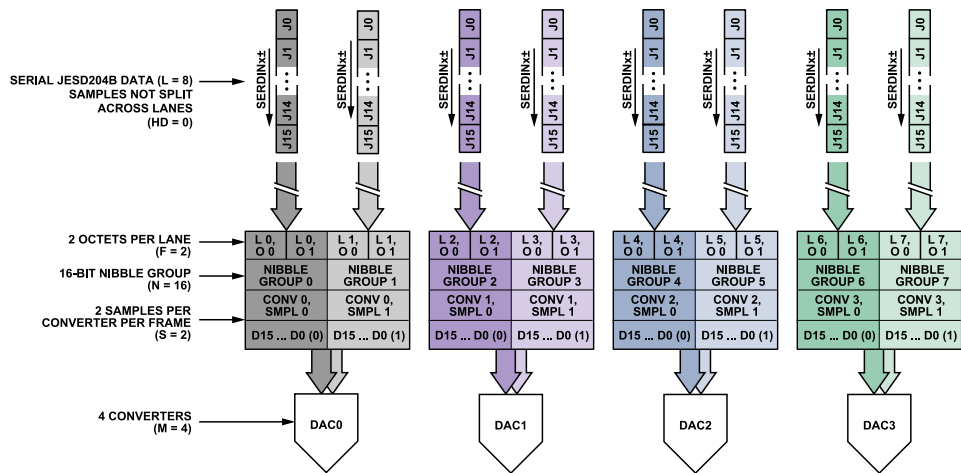 J0 J0 J0 J0 J0 J0 J0 J0
J1 J1 J1 J1 J1 J1 J1 J1
SERDINx± SERDINx± SERDINx± SERDINx± SERDINx± SERDINx± SERDINx± SERDINx±
J14 J14 J14 J14 J14 J14 J14 J14
J15 J15 J15 J15 J15 J15 J15 J15
SERIAL JESD204B DATA (L = 8)
SAMPLES NOT SPLIT
ACROSS LANES
(HD = 0)
2 OCTETS PER LANE
(F = 2)
L 0, L 0, L 1, L 1, L 2, L 2, L 3, L 3, L 4, L 4, L 5, L 5, L 6, L 6, L 7, L 7,
O 0 O 1 O 0 O 1 O 0 O 1 O 0 O 1 O 0 O 1 O 0 O 1 O 0 O 1 O 0 O 1
16-BIT NIBBLE GROUP
(N = 16)
NIBBLE NIBBLE NIBBLE NIBBLE NIBBLE NIBBLE NIBBLE NIBBLE
GROUP 0 GROUP 1 GROUP 2 GROUP 3 GROUP 4 GROUP 5 GROUP 6 GROUP 7
2 SAMPLES PER
CONVERTER PER FRAME
(S = 2)
CONV 0, CONV 0, CONV 1, CONV 1, CONV 2, CONV 2, CONV 3, CONV 3,
SMPL 0 SMPL 1 SMPL 0 SMPL 1 SMPL 0 SMPL 1 SMPL 0 SMPL 1
D15 ... D0 (0) D15 ... D0 (1) D15 ... D0 (0) D15 ... D0 (1) D15 ... D0 (0) D15 ... D0 (1) D15 ... D0 (0) D15 ... D0 (1)
4 CONVERTERS
(M = 4)
DAC0 DAC1 DAC2 DAC3